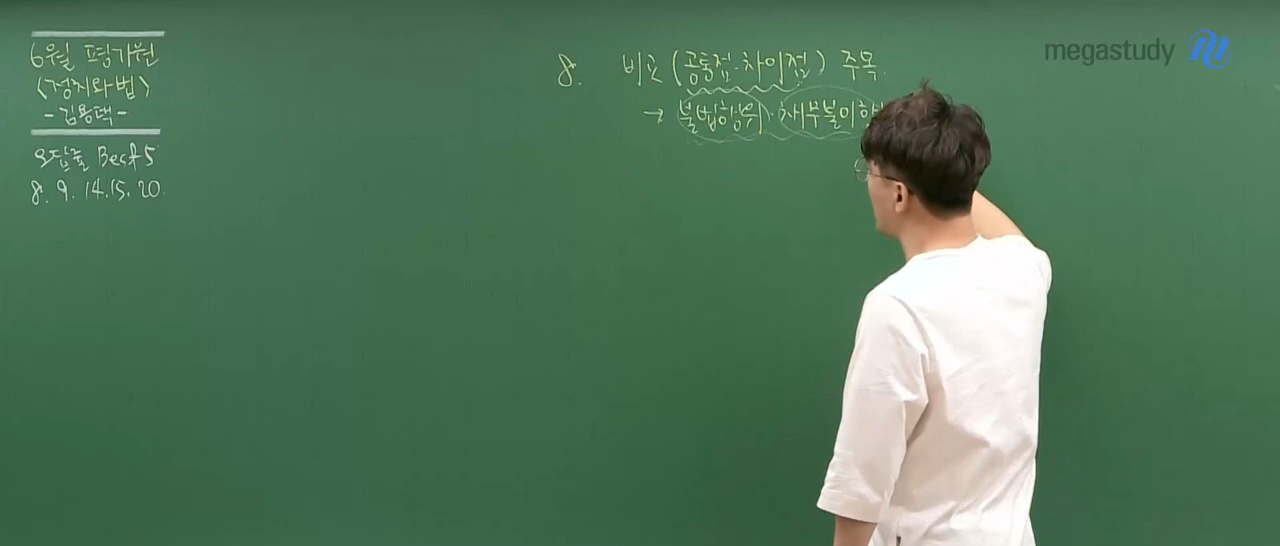 6월 평가원
<정치와 법>
-김용택-
오답률 Best 5
8. 9. 14. 15. 20.
8. 비교 (공통점·차이점) 주목.
→ 불법행위, 채무불이행
megastudy